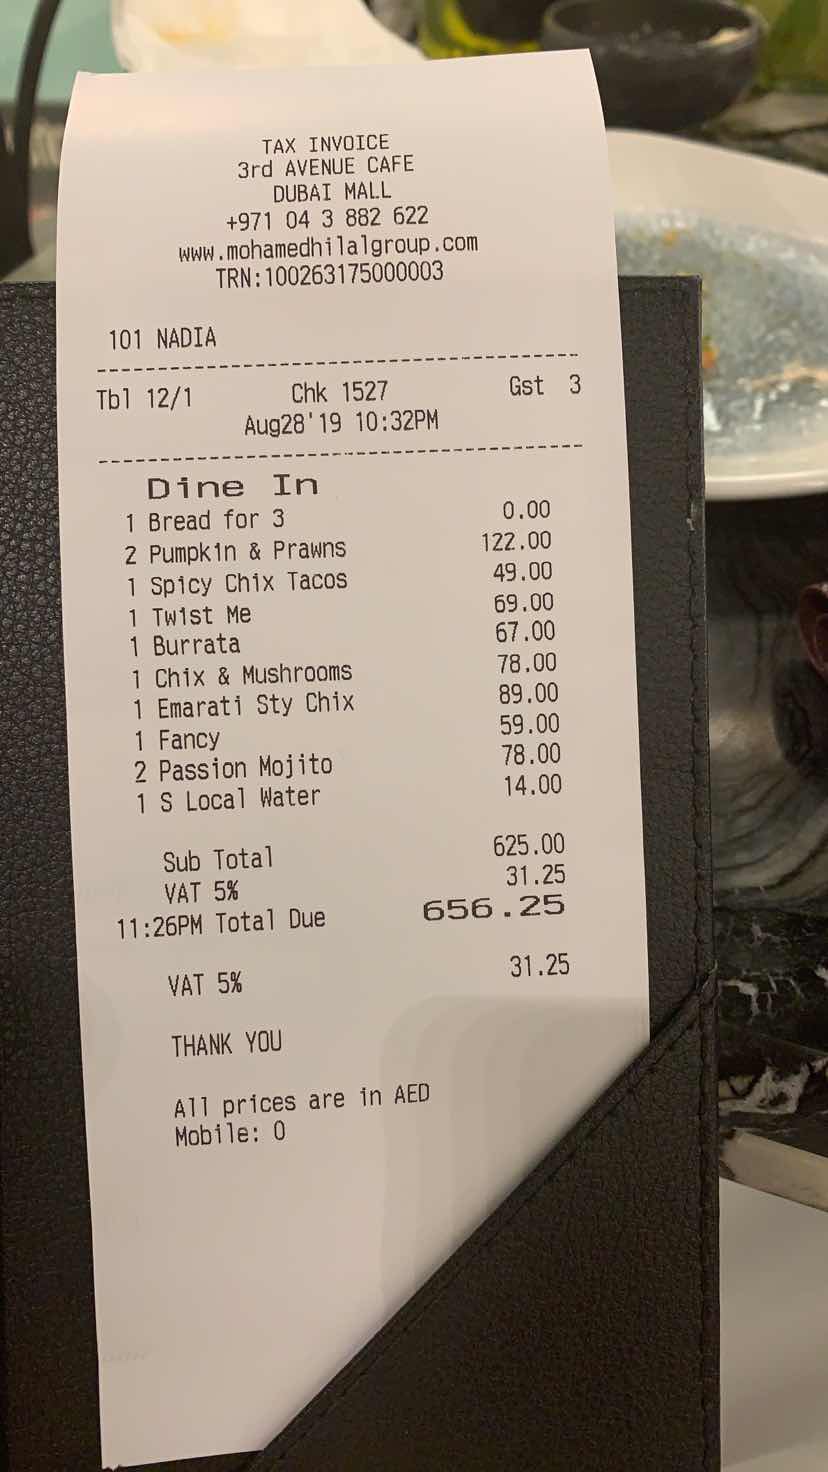 TAX INVOICE
3rd AVENUE CAFE
DUBAI MALL
+971 04 3 882 622
www.mohamedhilalgroup.com
TRN:100263175000003
101 NADIA
Tbl 12/1 Chk 1527 Gst 3
Aug28'19 10:32PM
Dine In
1 Bread for 3 0.00
2 Pumpkin & Prawns 122.00
1 Spicy Chix Tacos 49.00
1 Twist Me 69.00
1 Burrata 67.00
1 Chix & Mushrooms 78.00
1 Emarati Sty Chix 89.00
1 Fancy 59.00
2 Passion Mojito 78.00
1 S Local Water 14.00
Sub Total 625.00
VAT 5% 31.25
11:26PM Total Due 656.25
VAT 5% 31.25
THANK YOU
All prices are in AED
Mobile: 0